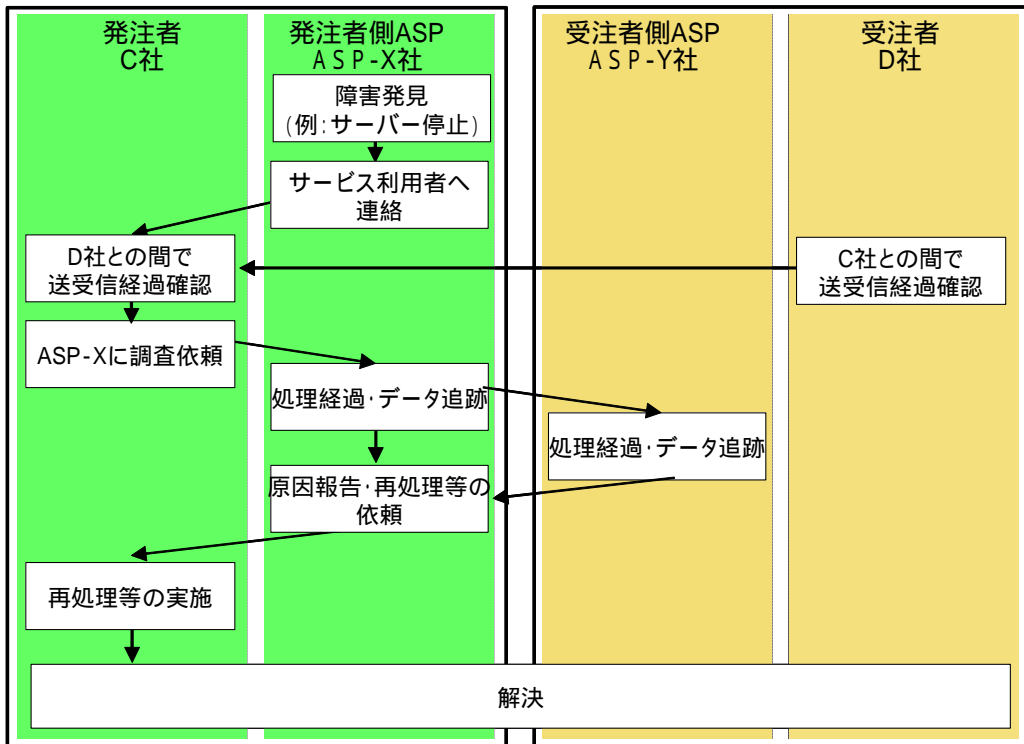 発注者
C社
発注者側ASP
ASP-X社
受注者側ASP
ASP-Y社
受注者
D社
障害発見
(例:サーバー停止)
サービス利用者へ
連絡
D社との間で
送受信経過確認
C社との間で
送受信経過確認
ASP-Xに調査依頼
処理経過・データ追跡
処理経過・データ追跡
原因報告・再処理等の
依頼
再処理等の実施
解決